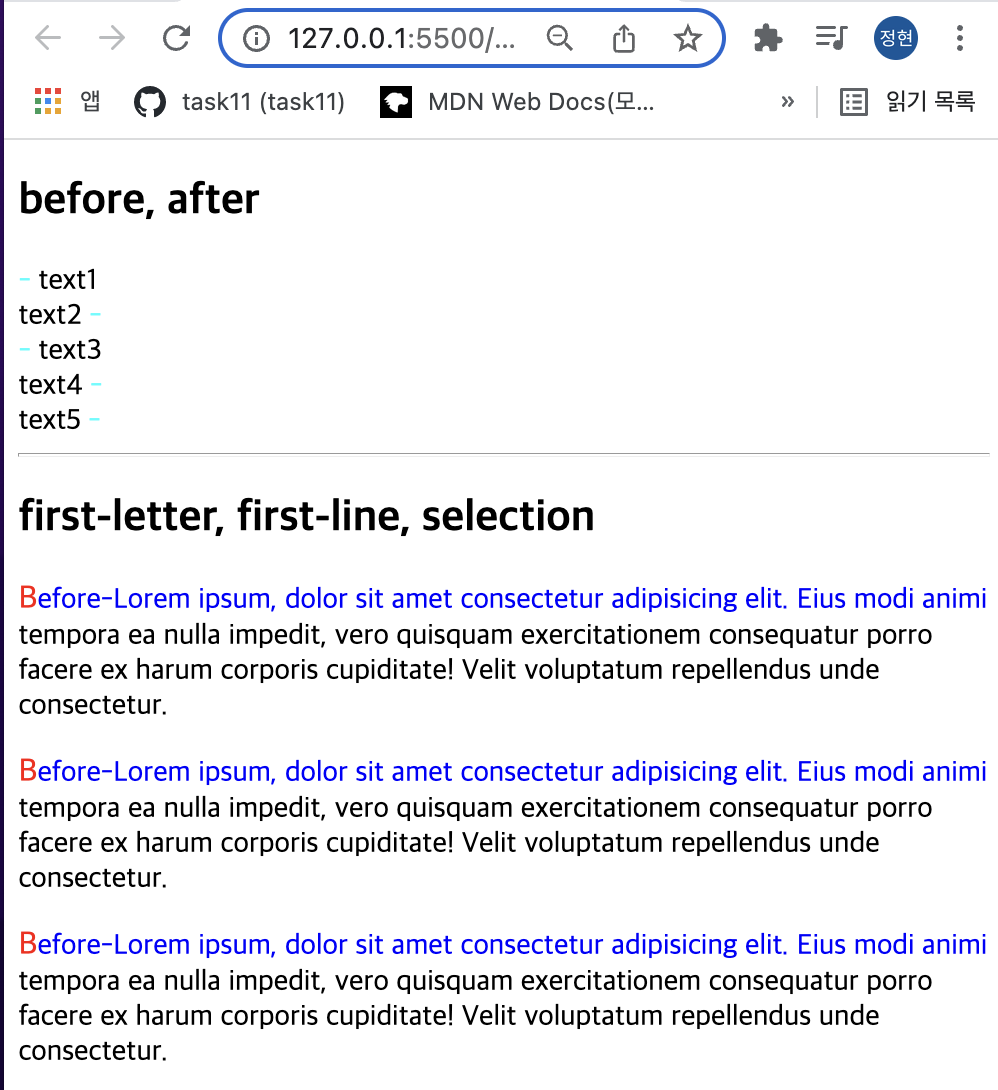 127.0.0.1:5500/...
정현
앱
task11 (task11)
MDN Web Docs(모...
»
읽기 목록
before, after
- text1
text2 -
- text3
text4 -
text5 -
first-letter, first-line, selection
Before-Lorem ipsum, dolor sit amet consectetur adipisicing elit. Eius modi animi
tempora ea nulla impedit, vero quisquam exercitationem consequatur porro
facere ex harum corporis cupiditate! Velit voluptatum repellendus unde
consectetur.
Before-Lorem ipsum, dolor sit amet consectetur adipisicing elit. Eius modi animi
tempora ea nulla impedit, vero quisquam exercitationem consequatur porro
facere ex harum corporis cupiditate! Velit voluptatum repellendus unde
consectetur.
Before-Lorem ipsum, dolor sit amet consectetur adipisicing elit. Eius modi animi
tempora ea nulla impedit, vero quisquam exercitationem consequatur porro
facere ex harum corporis cupiditate! Velit voluptatum repellendus unde
consectetur.